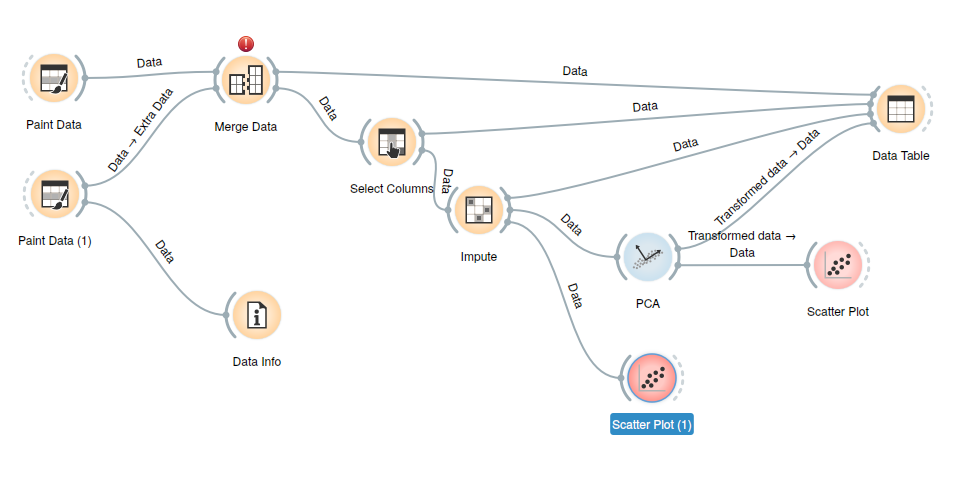 Data
Data
Paint Data
Data → Extra Data
Merge Data
Data
Data
Data Table
Select Columns
Data
Data
Transformed data → Data
Paint Data (1)
Data
Impute
Data
Transformed data →
Data
Data
PCA
Scatter Plot
Data Info
Scatter Plot (1)